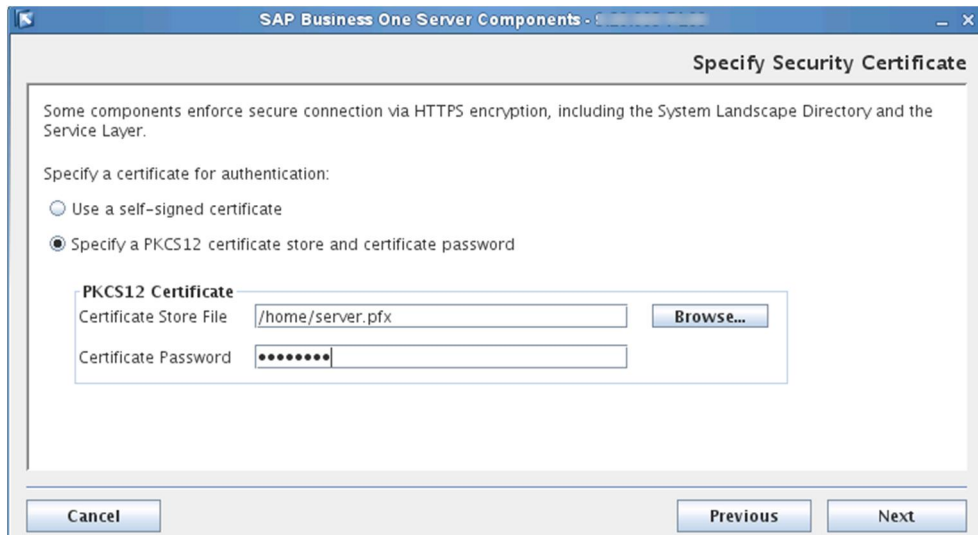 SAP Business One Server Components -
Specify Security Certificate
Some components enforce secure connection via HTTPS encryption, including the System Landscape Directory and the
Service Layer.
Specify a certificate for authentication:
Use a self-signed certificate
Specify a PKCS12 certificate store and certificate password
PKCS12 Certificate
Certificate Store File /home/server.pfx Browse...
Certificate Password ••••••••
Cancel Previous Next